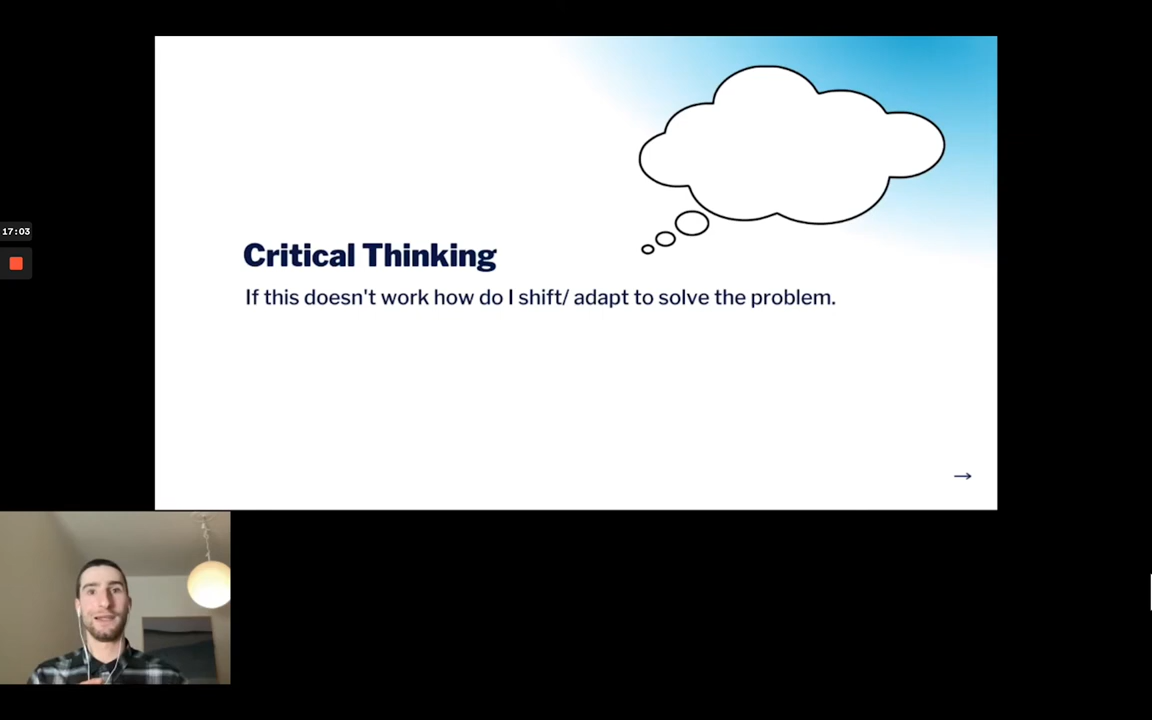 17:03
Critical Thinking
If this doesn't work how do I shift/ adapt to solve the problem.